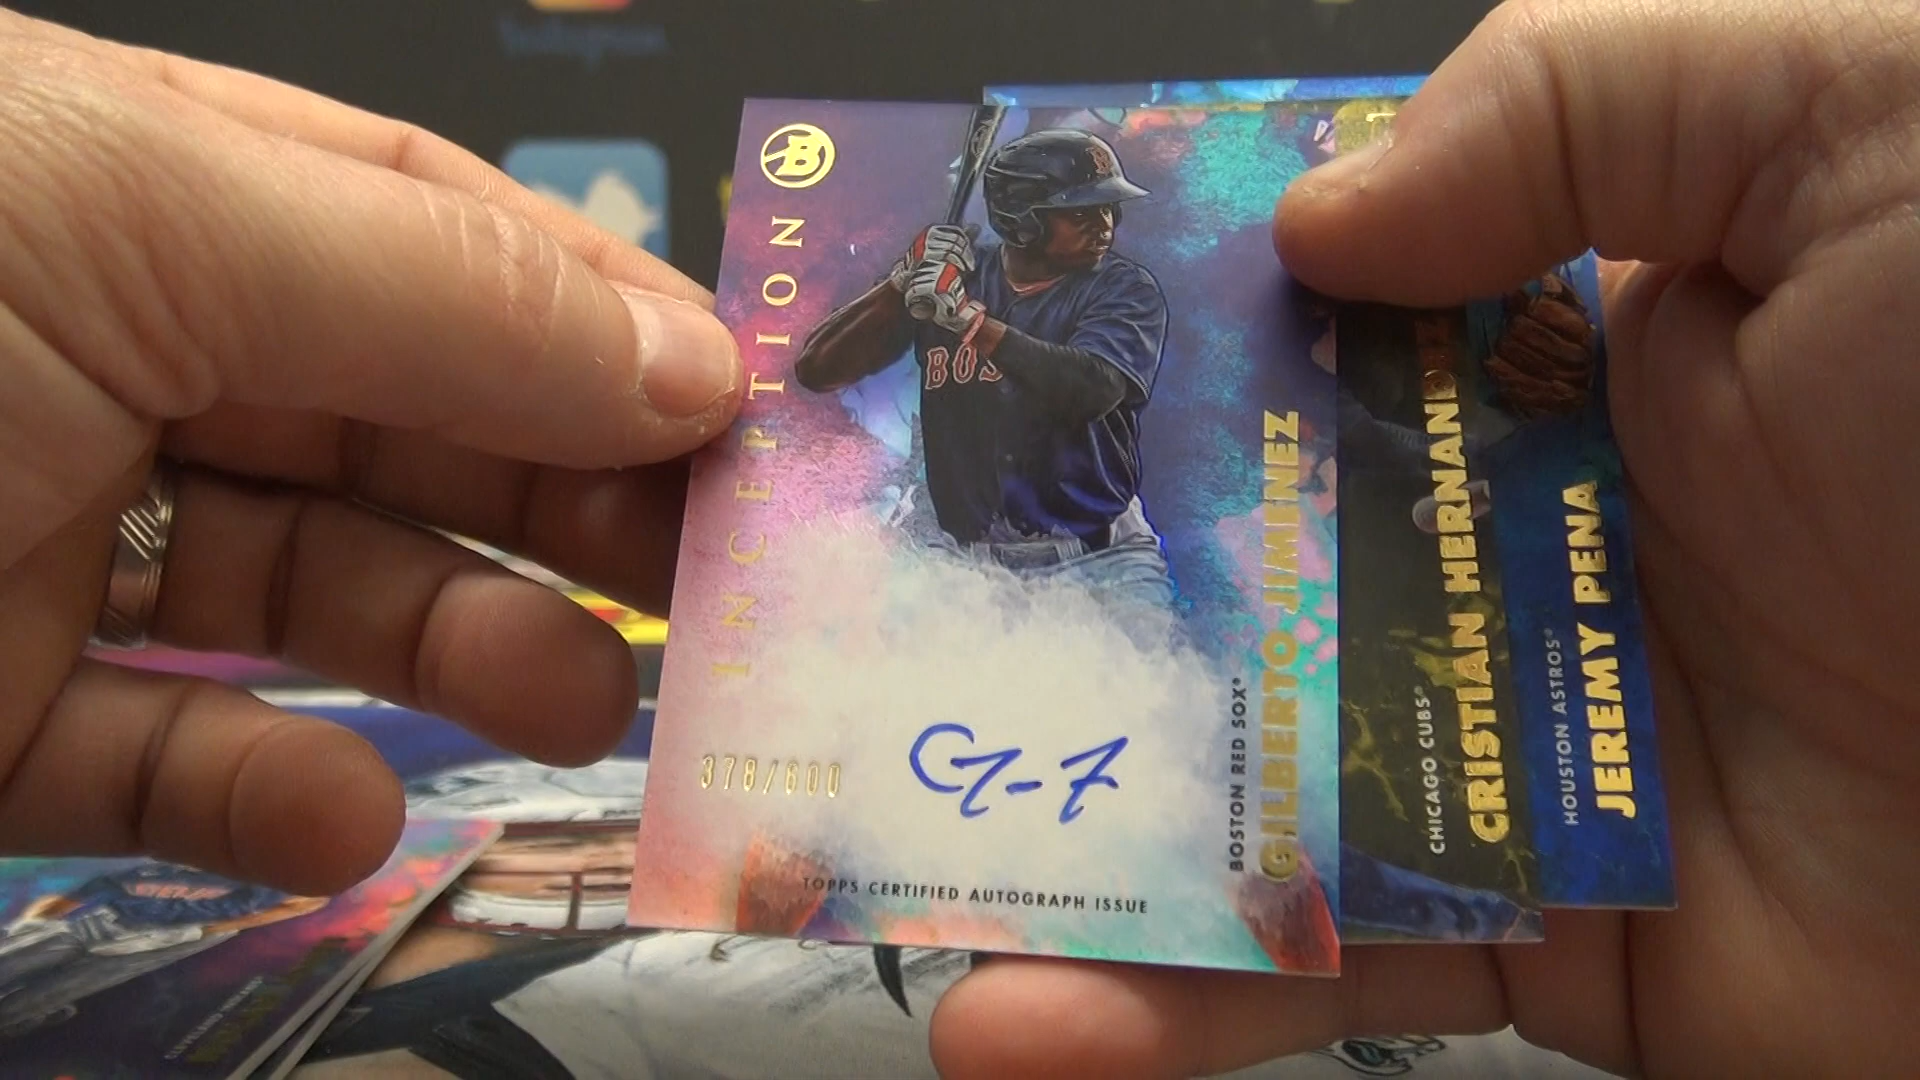 B
INCEPTION
BOS
378/600
TOPPS CERTIFIED AUTOGRAPH ISSUE
BOSTON RED SOX®
GILBERTO JIMENEZ
CHICAGO CUBS®
CRISTIAN HERNANDEZ
HOUSTON ASTROS®
JEREMY PENA